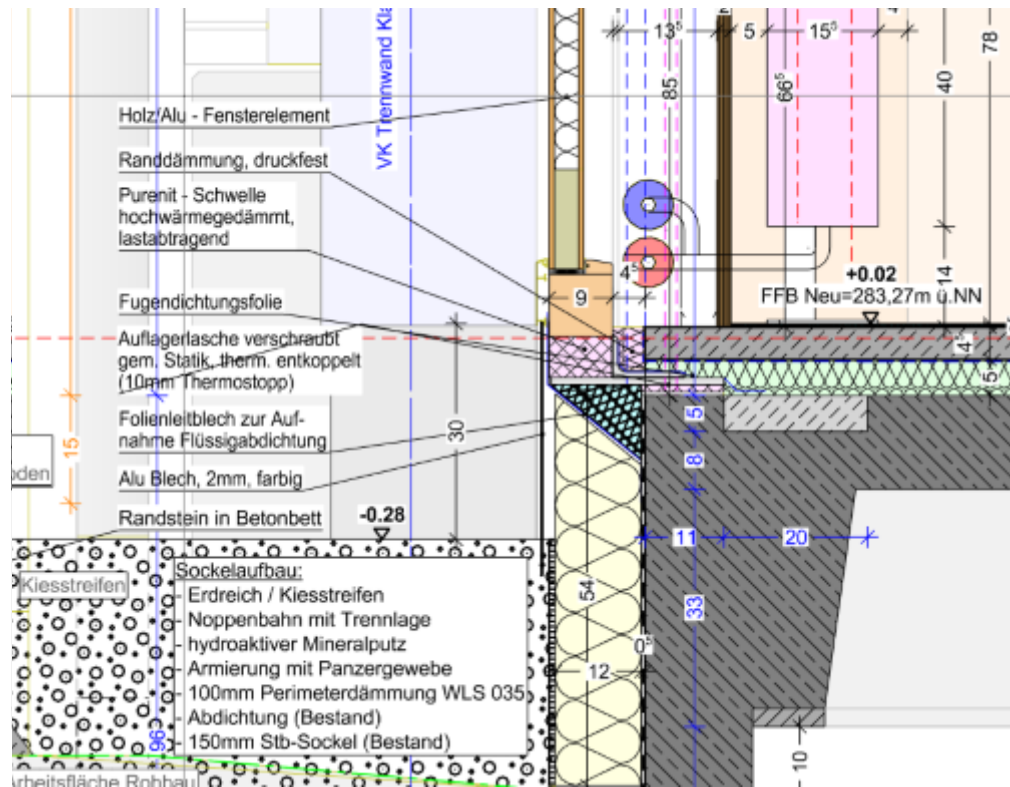 13⁵
5
15⁵
4
78
VK Trennwand Kla
85
66⁵
40
Holz/Alu - Fensterelement
Randdämmung, druckfest
Purenit - Schwelle
hochwärmegedämmt,
lastabtragend
4⁵
9
+0.02
FFB Neu=283,27m ü.NN
14
Fugendichtungsfolie
Auflagerlasche verschraubt
gem. Statik, therm. entkoppelt
(10mm Thermostopp)
4⁵
5
Folienleitblech zur Auf-
nahme Flüssigabdichtung
30
15
5
8
oden
Alu Blech, 2mm, farbig
Randstein in Betonbett
-0.28
11
20
Kiesstreifen
Sockelaufbau:
- Erdreich / Kiesstreifen
- Noppenbahn mit Trennlage
- hydroaktiver Mineralputz
- Armierung mit Panzergewebe
- 100mm Perimeterdämmung WLS 035
- Abdichtung (Bestand)
- 150mm Stb-Sockel (Bestand)
54
33
0⁵
12
96
10
Arbeitsfläche Rohbau